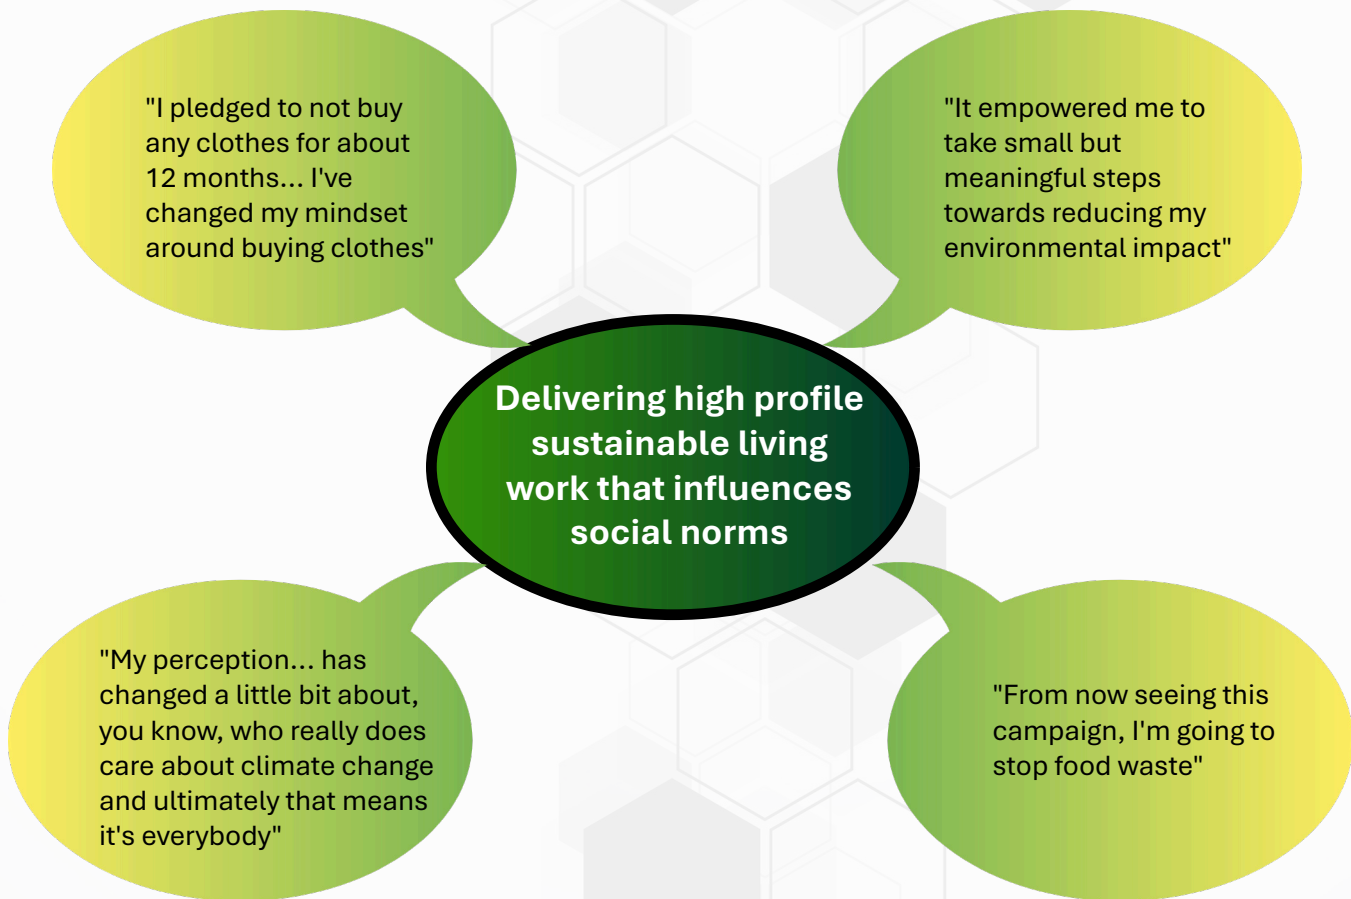 "I pledged to not buy
any clothes for about
12 months... I've
changed my mindset
around buying clothes"
"It empowered me to
take small but
meaningful steps
towards reducing my
environmental impact"
Delivering high profile
sustainable living
work that influences
social norms
"My perception... has
changed a little bit about,
you know, who really does
care about climate change
and ultimately that means
it's everybody"
"From now seeing this
campaign, I'm going to
stop food waste"